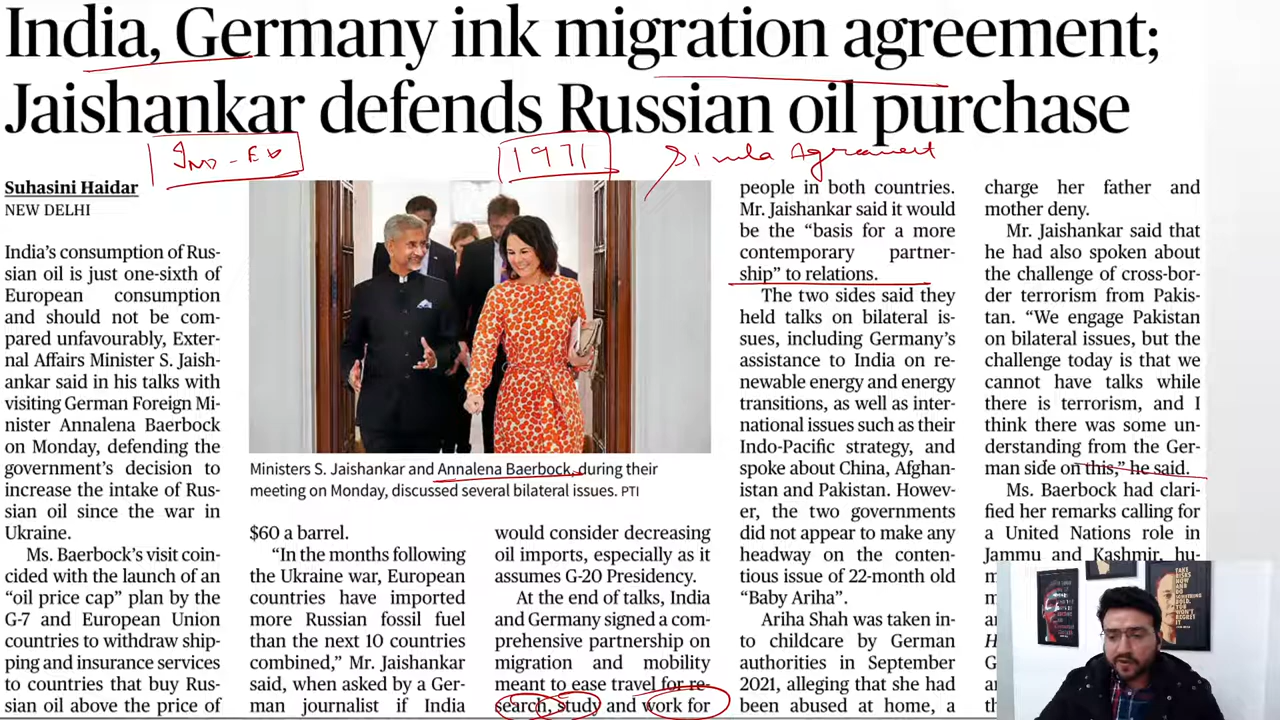 India, Germany ink migration agreement;
Jaishankar defends Russian oil purchase
IND-EU
1971
Simla Agreement
Suhasini Haidar
NEW DELHI
India’s consumption of Rus-
sian oil is just one-sixth of
European consumption
and should not be com-
pared unfavourably, Exter-
nal Affairs Minister S. Jaish-
ankar said in his talks with
visiting German Foreign Mi-
nister Annalena Baerbock
on Monday, defending the
government’s decision to
increase the intake of Rus-
sian oil since the war in
Ukraine.
Ms. Baerbock’s visit coin-
cided with the launch of an
“oil price cap” plan by the
G-7 and European Union
countries to withdraw ship-
ping and insurance services
to countries that buy Rus-
sian oil above the price of
Ministers S. Jaishankar and Annalena Baerbock, during their
meeting on Monday, discussed several bilateral issues. PTI
$60 a barrel.
“In the months following
the Ukraine war, European
countries have imported
more Russian fossil fuel
than the next 10 countries
combined,” Mr. Jaishankar
said, when asked by a Ger-
man journalist if India
would consider decreasing
oil imports, especially as it
assumes G-20 Presidency.
At the end of talks, India
and Germany signed a com-
prehensive partnership on
migration and mobility
meant to ease travel for re-
search, study and work for
people in both countries.
Mr. Jaishankar said it would
be the “basis for a more
contemporary partner-
ship” to relations.
The two sides said they
held talks on bilateral is-
sues, including Germany’s
assistance to India on re-
newable energy and energy
transitions, as well as inter-
national issues such as their
Indo-Pacific strategy, and
spoke about China, Afghan-
istan and Pakistan. Howev-
er, the two governments
did not appear to make any
headway on the conten-
tious issue of 22-month old
“Baby Ariha”.
Ariha Shah was taken in-
to childcare by German
authorities in September
2021, alleging that she had
been abused at home, a
charge her father and
mother deny.
Mr. Jaishankar said that
he had also spoken about
the challenge of cross-bor-
der terrorism from Pakis-
tan. “We engage Pakistan
on bilateral issues, but the
challenge today is that we
cannot have talks while
there is terrorism, and I
think there was some un-
derstanding from the Ger-
man side on this,” he said.
Ms. Baerbock had clari-
fied her remarks calling for
a United Nations role in
Jammu and Kashmir, hu-
TAKE
RISKS
NOW
AND DO
SOMETHING
BOLD.
YOU
WON'T
REGRET
IT